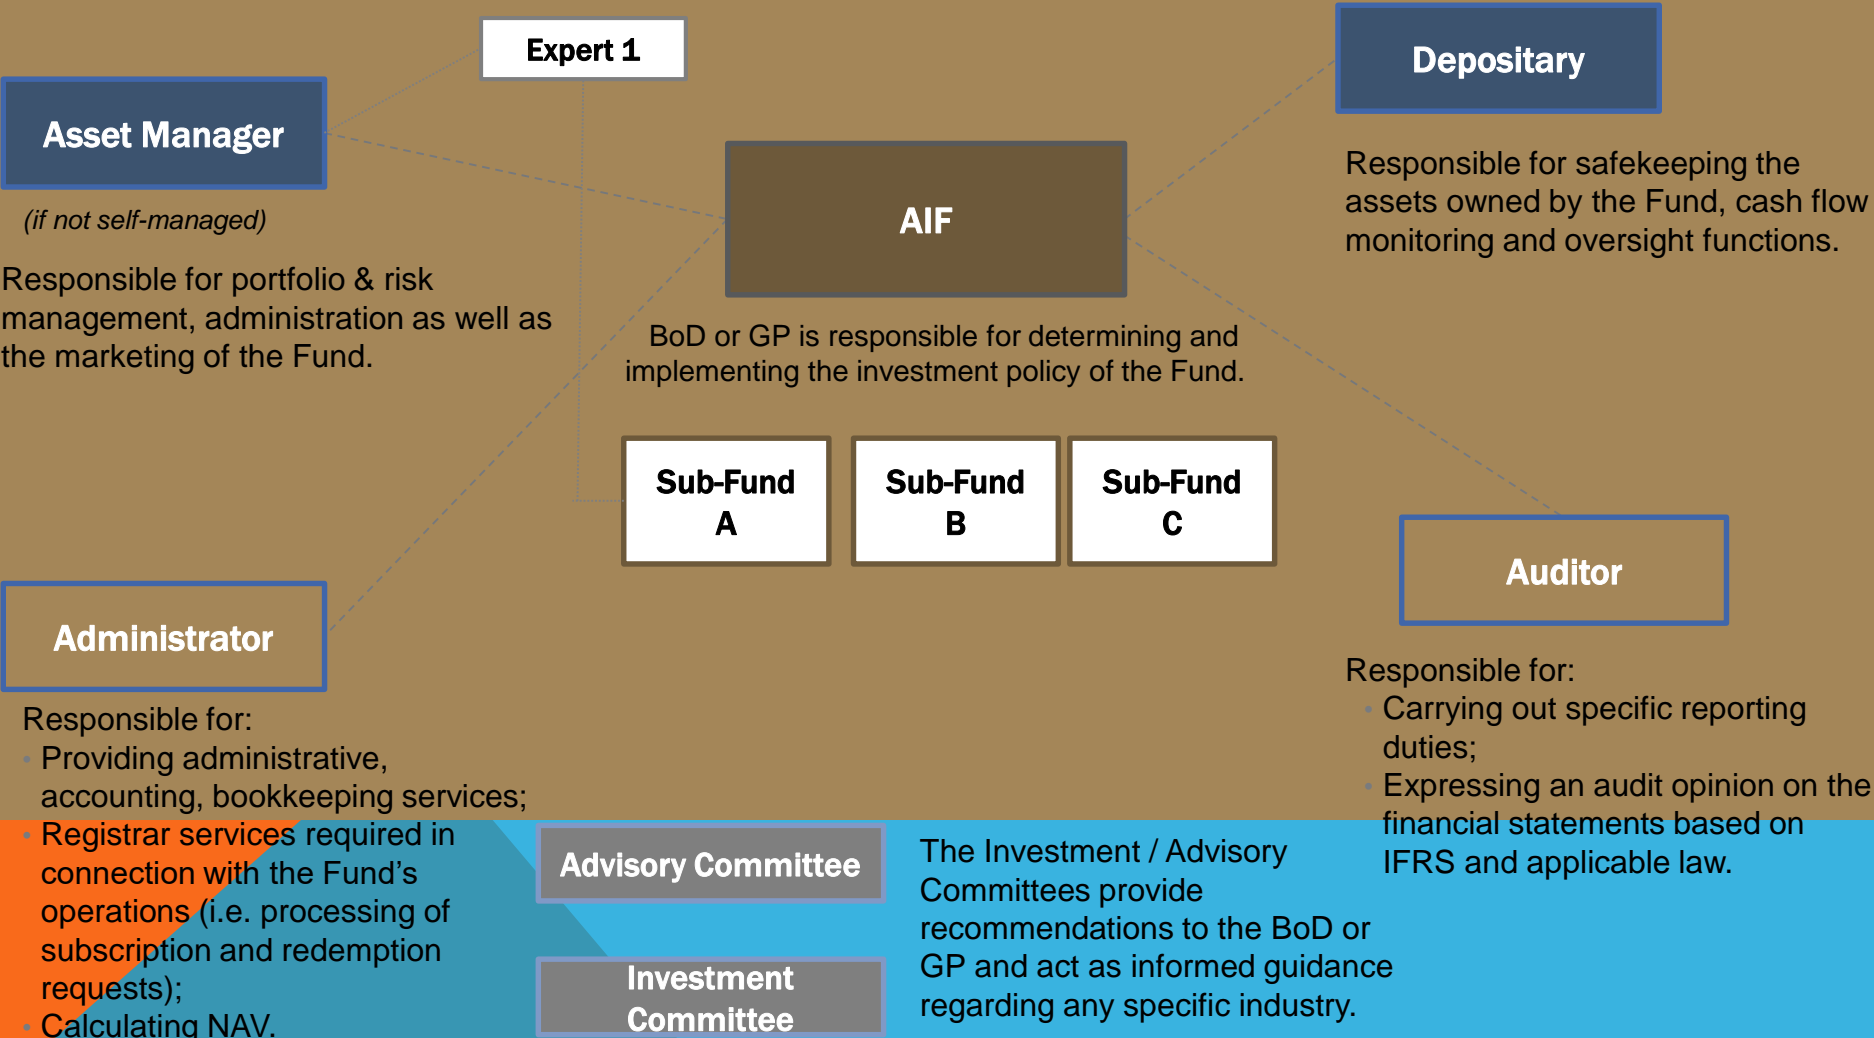 Expert 1
Depositary
Asset Manager
(if not self-managed)
Responsible for portfolio & risk
management, administration as well as
the marketing of the Fund.
AIF
BoD or GP is responsible for determining and
implementing the investment policy of the Fund.
Responsible for safekeeping the
assets owned by the Fund, cash flow
monitoring and oversight functions.
Sub-Fund
A
Sub-Fund
B
Sub-Fund
C
Auditor
Responsible for:
• Carrying out specific reporting
duties;
• Expressing an audit opinion on the
financial statements based on
IFRS and applicable law.
Administrator
Responsible for:
• Providing administrative,
accounting, bookkeeping services;
• Registrar services required in
connection with the Fund's
operations (i.e. processing of
subscription and redemption
requests);
• Calculating NAV.
Advisory Committee
Investment
Committee
The Investment / Advisory
Committees provide
recommendations to the BoD or
GP and act as informed guidance
regarding any specific industry.